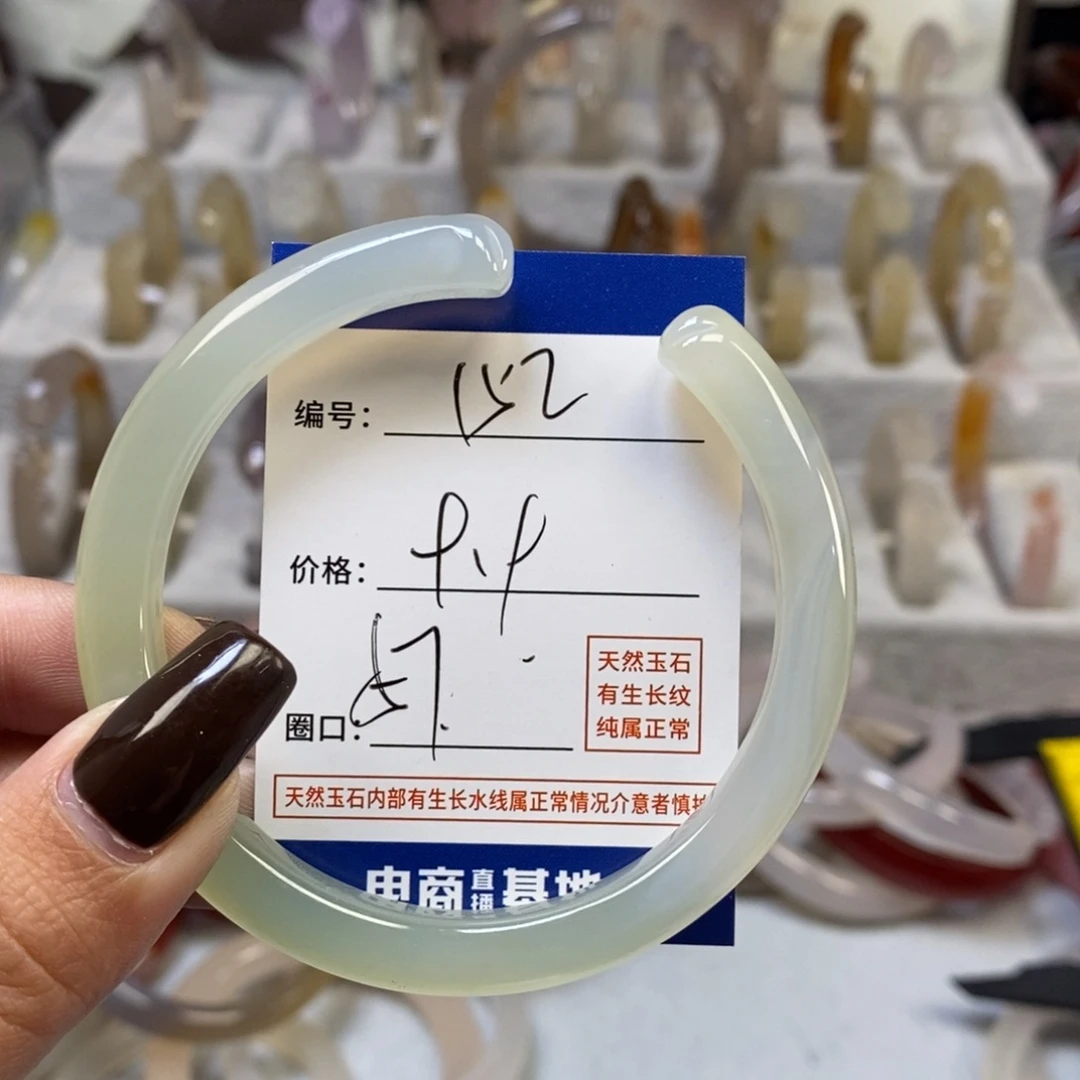 编号: 152
价格:
圈口: 57.
天然玉石
有生长纹
纯属正常
天然玉石内部有生长水线属正常情况介意者慎
电商直播基地